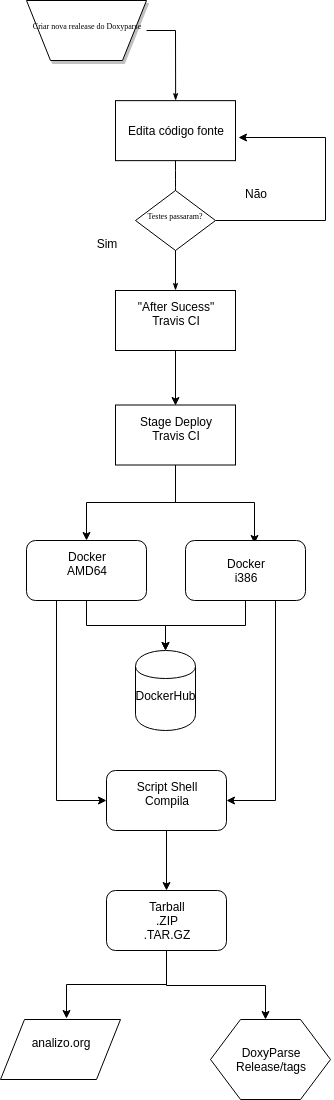 Criar nova realease do Doxyparse
Edita código fonte
Não
Testes passaram?
Sim
"After Sucess"
Travis CI
Stage Deploy
Travis CI
Docker
AMD64
Docker
i386
DockerHub
Script Shell
Compila
Tarball
.ZIP
.TAR.GZ
analizo.org
DoxyParse
Release/tags